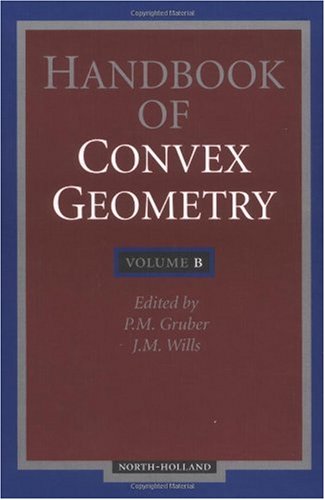 HANDBOOK
OF
CONVEX
GEOMETRY
VOLUME B
Edited by
P.M. Gruber
J.M. Wills
NORTH-HOLLAND